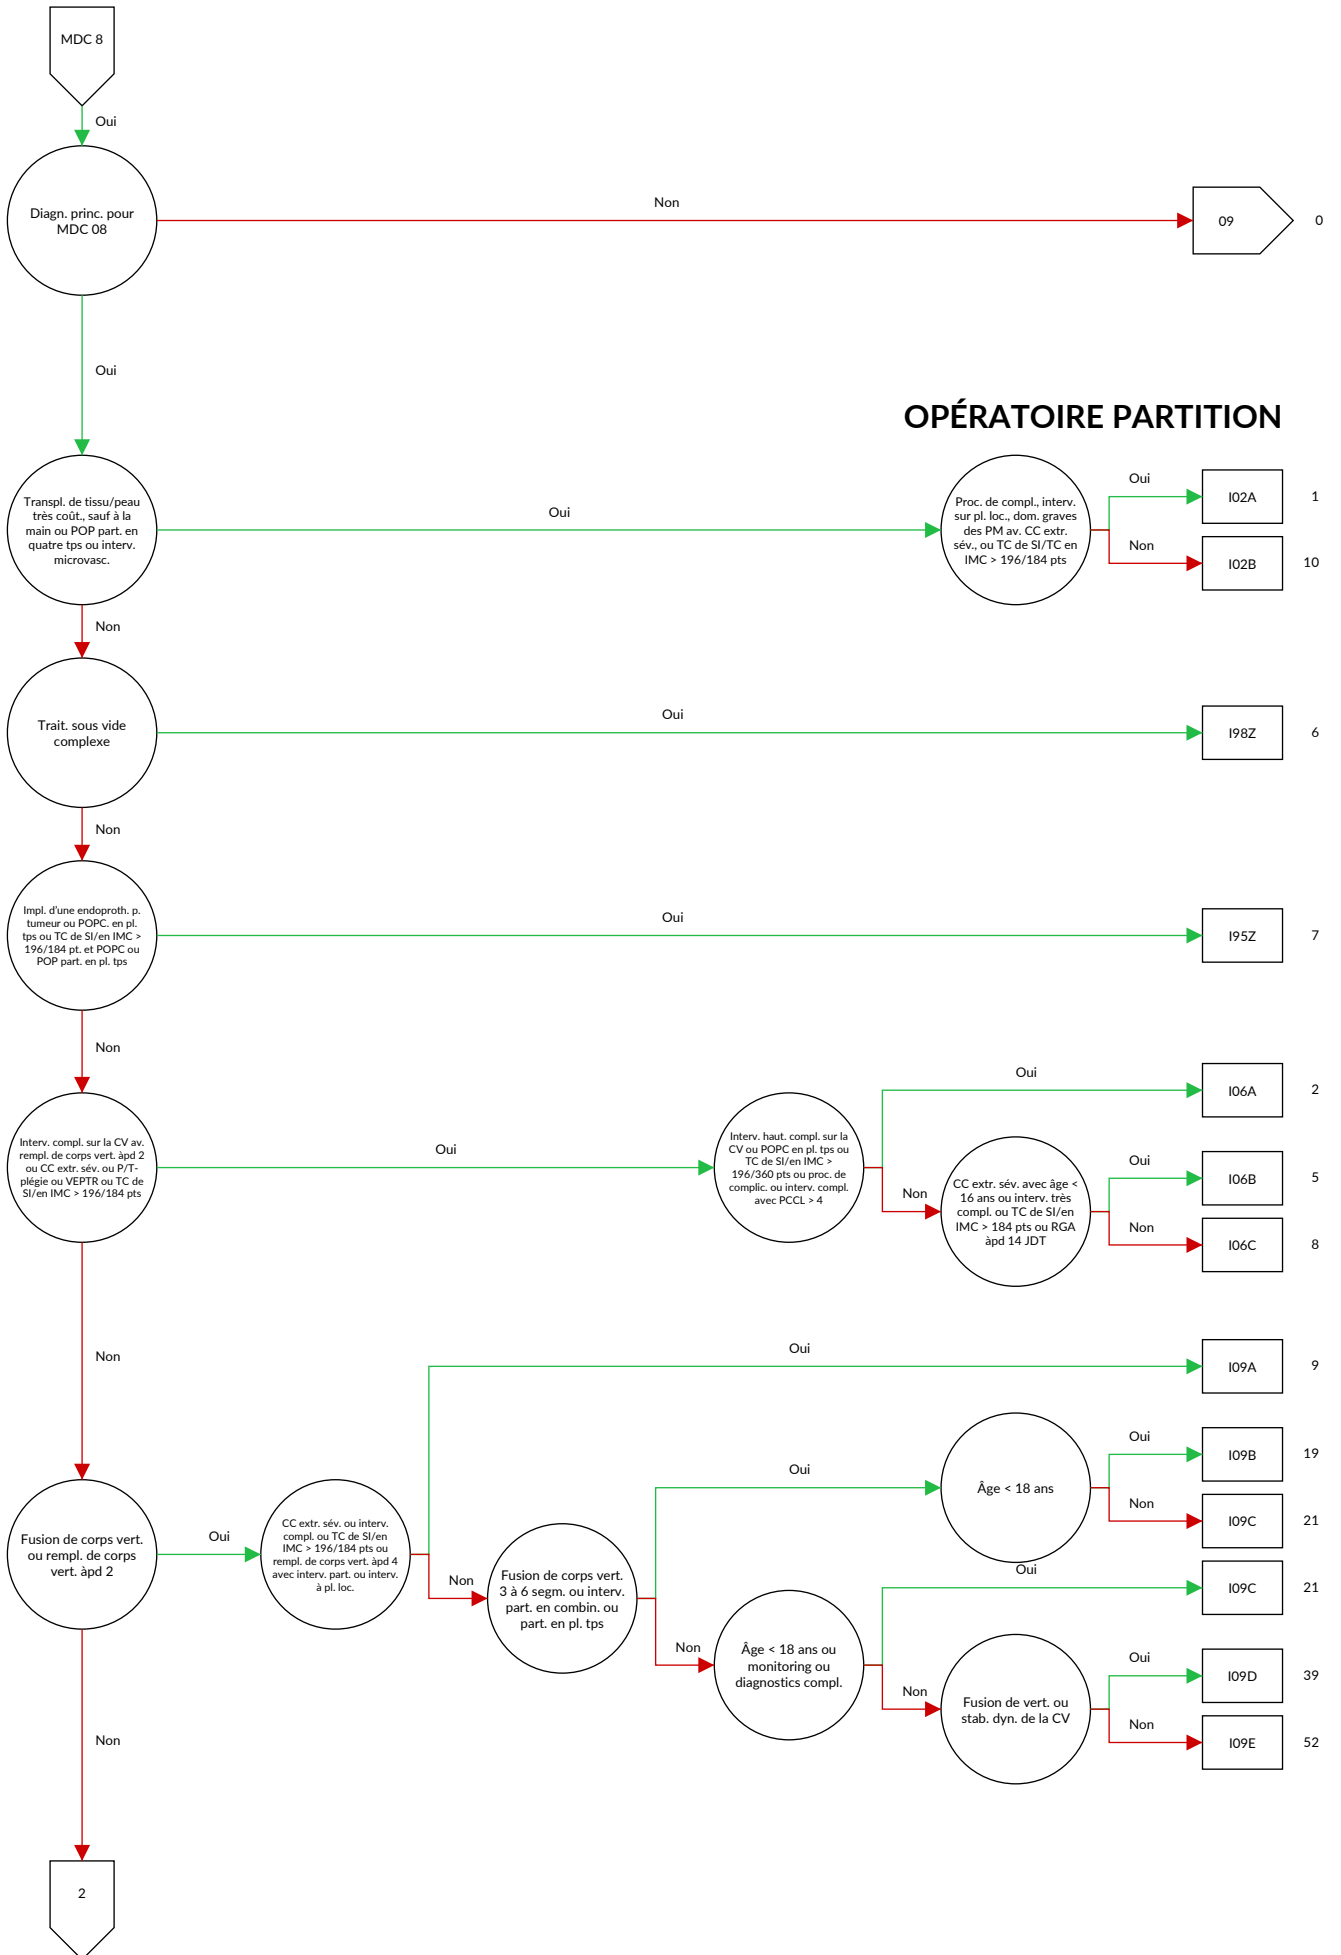 MDC 8
Oui
Diagn. princ. pour
MDC 08
Non
09
0
Oui
OPÉRATOIRE PARTITION
Transpl. de tissu/peau
très coût., sauf à la
main ou POP part. en
quatre tps ou interv.
microvasc.
Oui
Proc. de compl., interv.
sur pl. loc., dom. graves
des PM av. CC extr.
sév., ou TC de SI/TC en
IMC > 196/184 pts
Oui
I02A
1
Non
I02B
10
Non
Trait. sous vide
complexe
Oui
I98Z
6
Non
Impl. d'une endoproth. p.
tumeur ou POPC. en pl.
tps ou TC de SI/en IMC >
196/184 pt. et POPC ou
POP part. en pl. tps
Oui
I95Z
7
Non
Interv. compl. sur la CV av.
rempl. de corps vert. àpd 2
ou CC extr. sév. ou P/T-
plégie ou VEPTR ou TC de
SI/en IMC > 196/184 pts
Oui
Interv. haut. compl. sur la
CV ou POPC en pl. tps ou
TC de SI/en IMC >
196/360 pts ou proc. de
complic. ou interv. compl.
avec PCCL > 4
Oui
I06A
2
Non
CC extr. sév. avec âge <
16 ans ou interv. très
compl. ou TC de SI/en
IMC > 184 pts ou RGA
àpd 14 JDT
Oui
I06B
5
Non
I06C
8
Non
Fusion de corps vert.
ou rempl. de corps
vert. àpd 2
Oui
CC extr. sév. ou interv.
compl. ou TC de SI/en
IMC > 196/184 pts ou
rempl. de corps vert. àpd 4
avec interv. part. ou interv.
à pl. loc.
Oui
I09A
9
Non
Fusion de corps vert.
3 à 6 segm. ou interv.
part. en combin. ou
part. en pl. tps
Oui
Âge < 18 ans
Oui
I09B
19
Non
I09C
21
Non
Âge < 18 ans ou
monitoring ou
diagnostics compl.
Oui
I09C
21
Non
Fusion de vert. ou
stab. dyn. de la CV
Oui
I09D
39
Non
I09E
52
Non
2